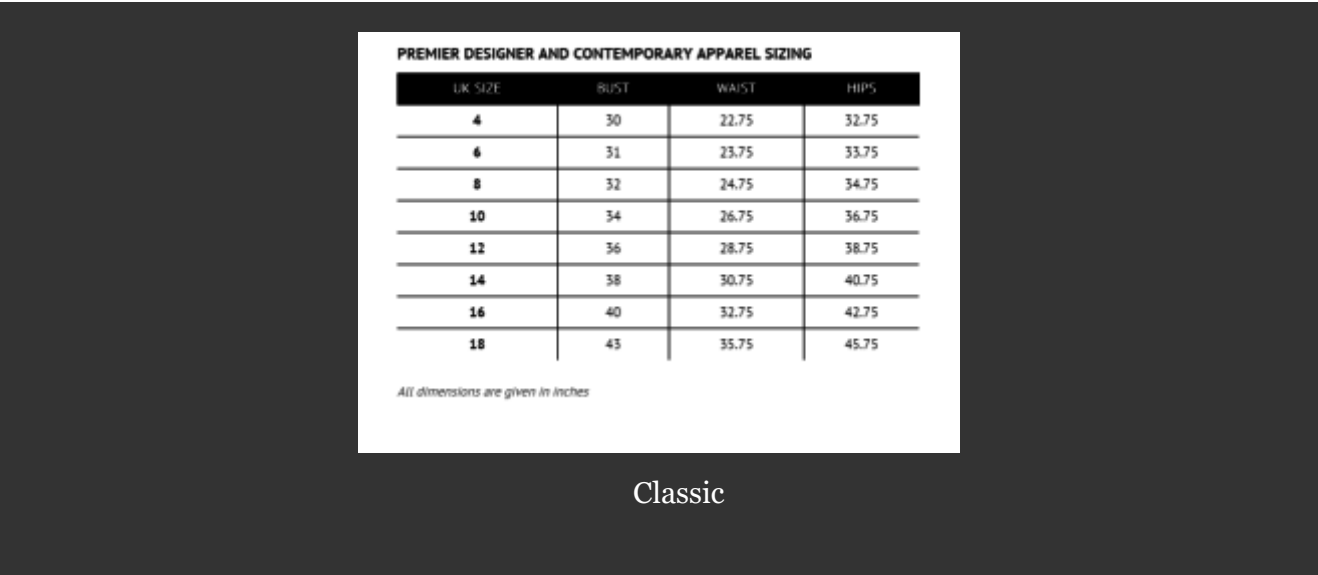 PREMIER DESIGNER AND CONTEMPORARY APPAREL SIZING
UK SIZE BUST WAIST HIPS
4 30 22.75 32.75
6 31 23.75 33.75
8 32 24.75 34.75
10 34 26.75 36.75
12 36 28.75 38.75
14 38 30.75 40.75
16 40 32.75 42.75
18 43 35.75 45.75
All dimensions are given in inches
Classic